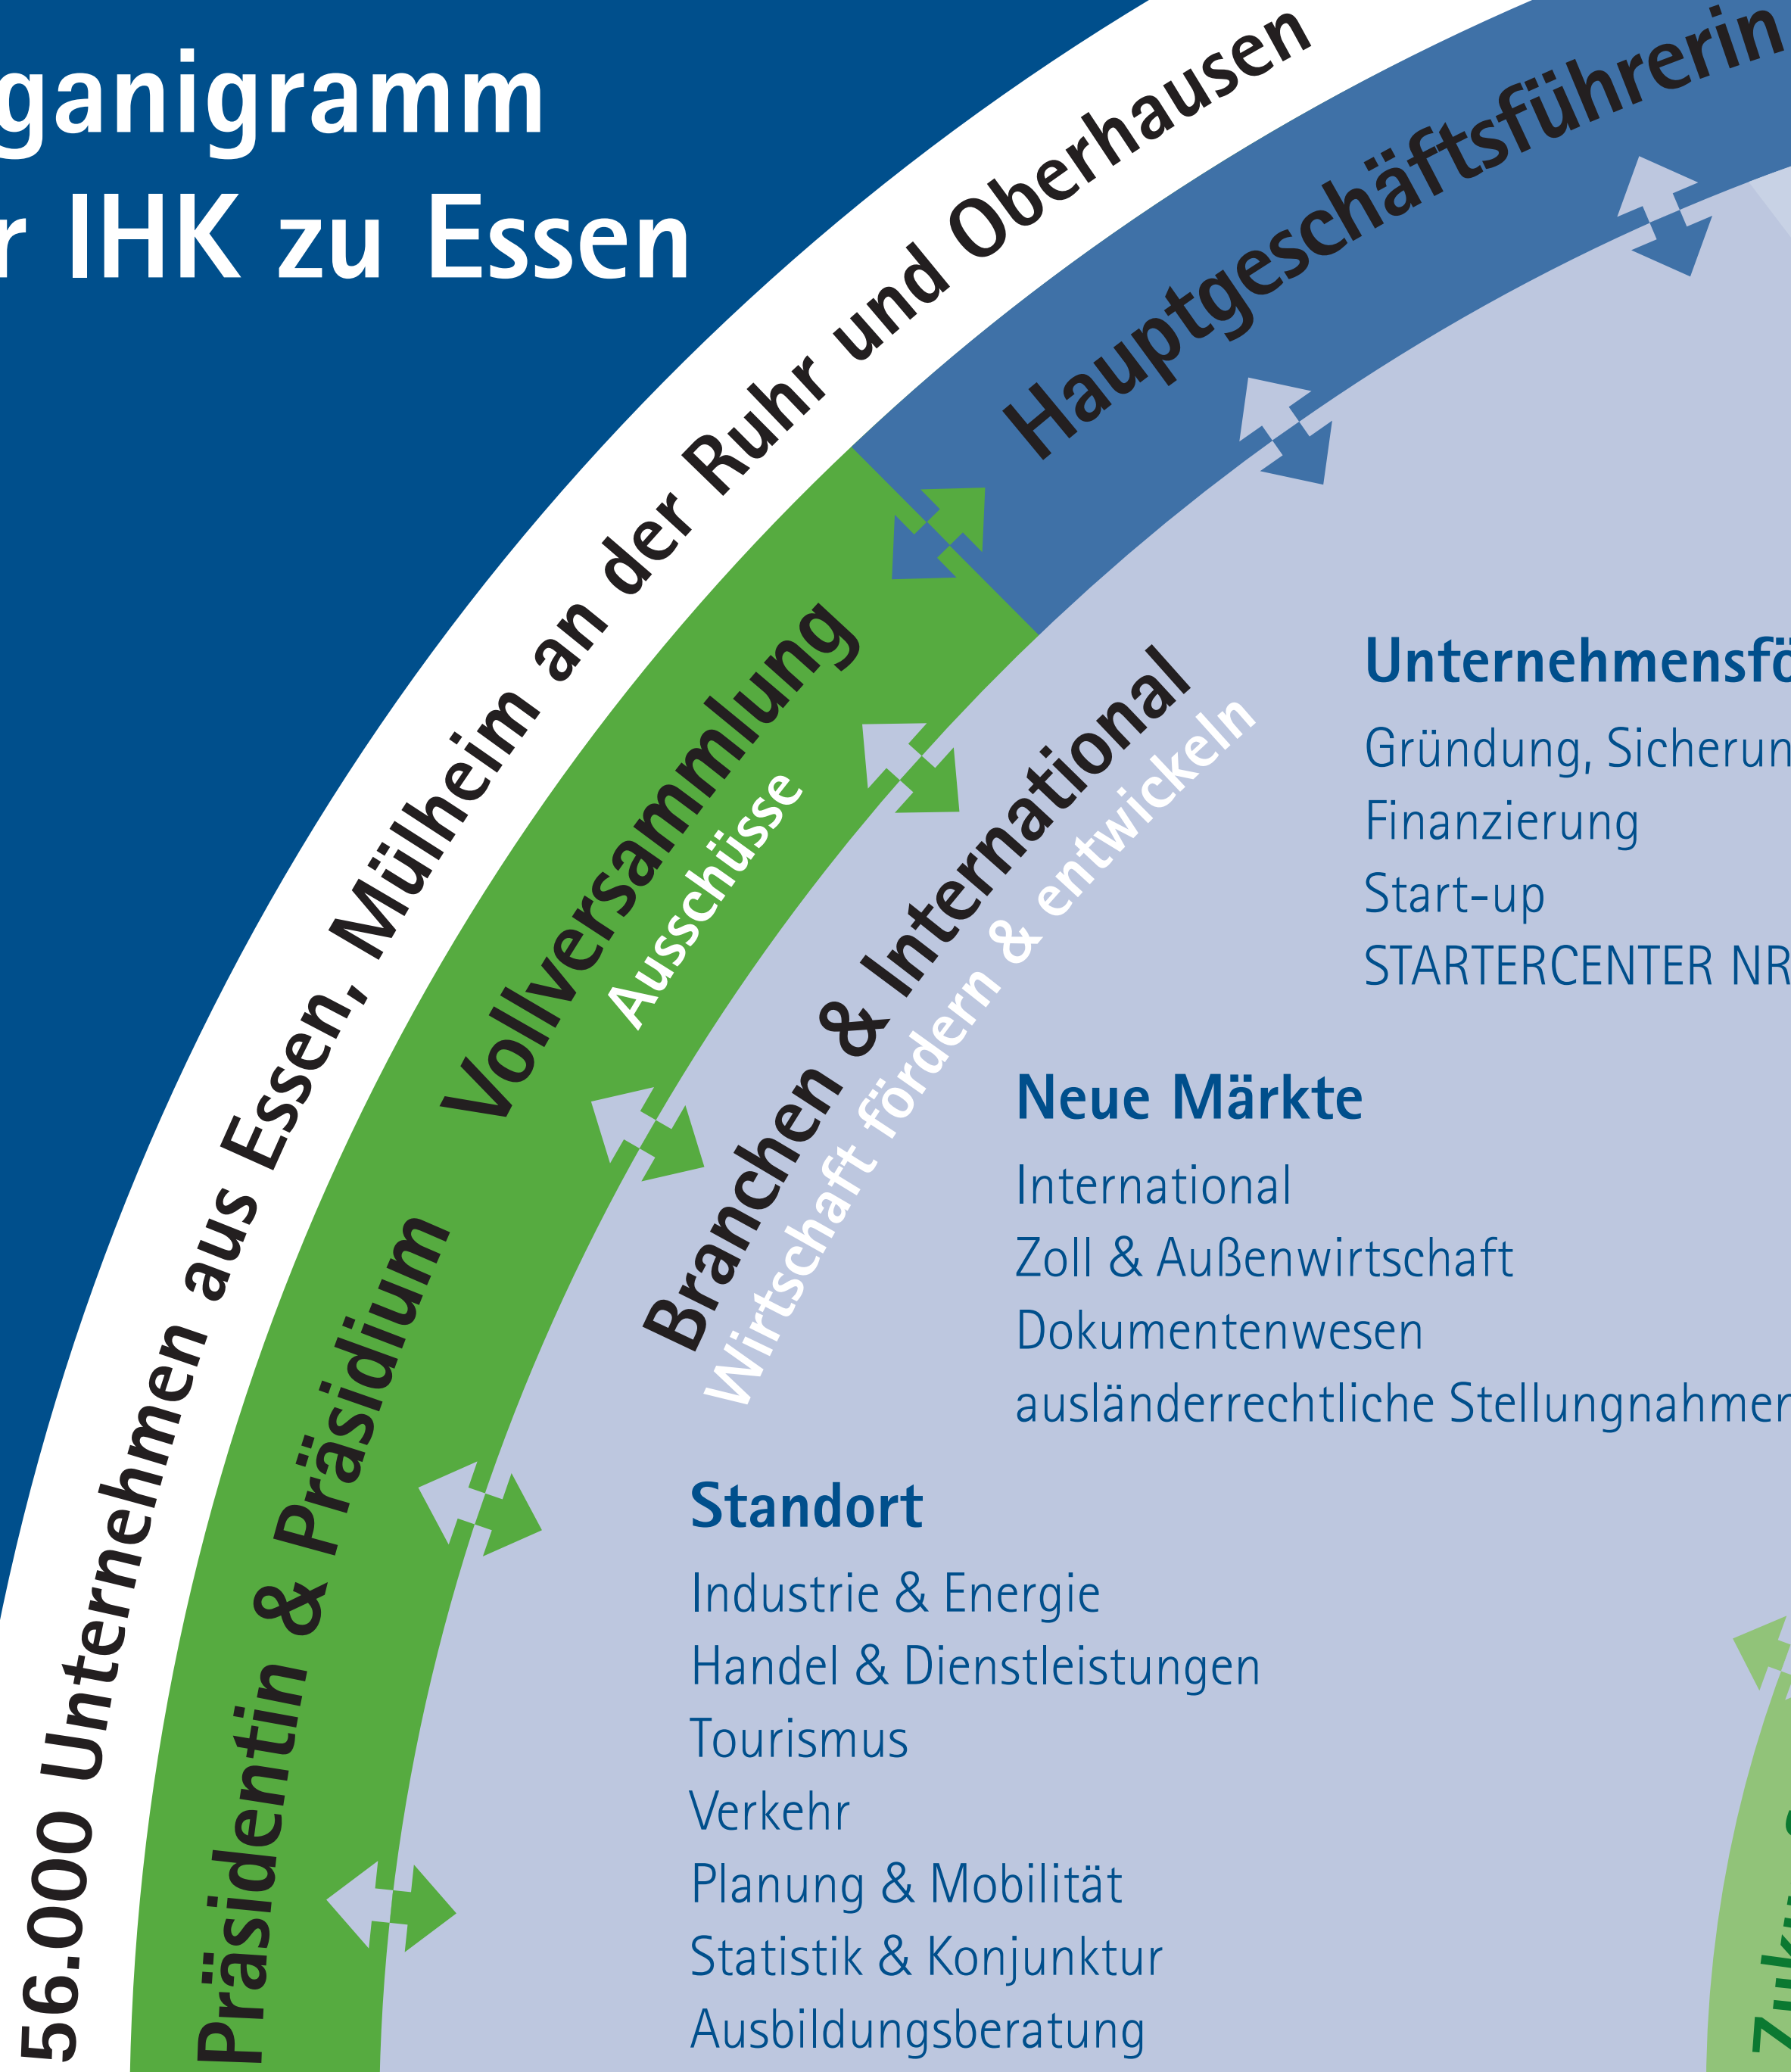 ganigramm
r IHK zu Essen
56.000 Unternehmen aus Essen, Mülheim an der Ruhr und Oberhausen
Hauptgeschäftsführerin
Präsidentin & Präsidium
Vollversammlung
Ausschüsse
Branchen & International
Wirtschaft fördern & entwickeln
Unternehmensfö
Gründung, Sicherun
Finanzierung
Start-up
STARTERCENTER NR
Neue Märkte
International
Zoll & Außenwirtschaft
Dokumentenwesen
ausländerrechtliche Stellungnahmen
Standort
Industrie & Energie
Handel & Dienstleistungen
Tourismus
Verkehr
Planung & Mobilität
Statistik & Konjunktur
Ausbildungsberatung